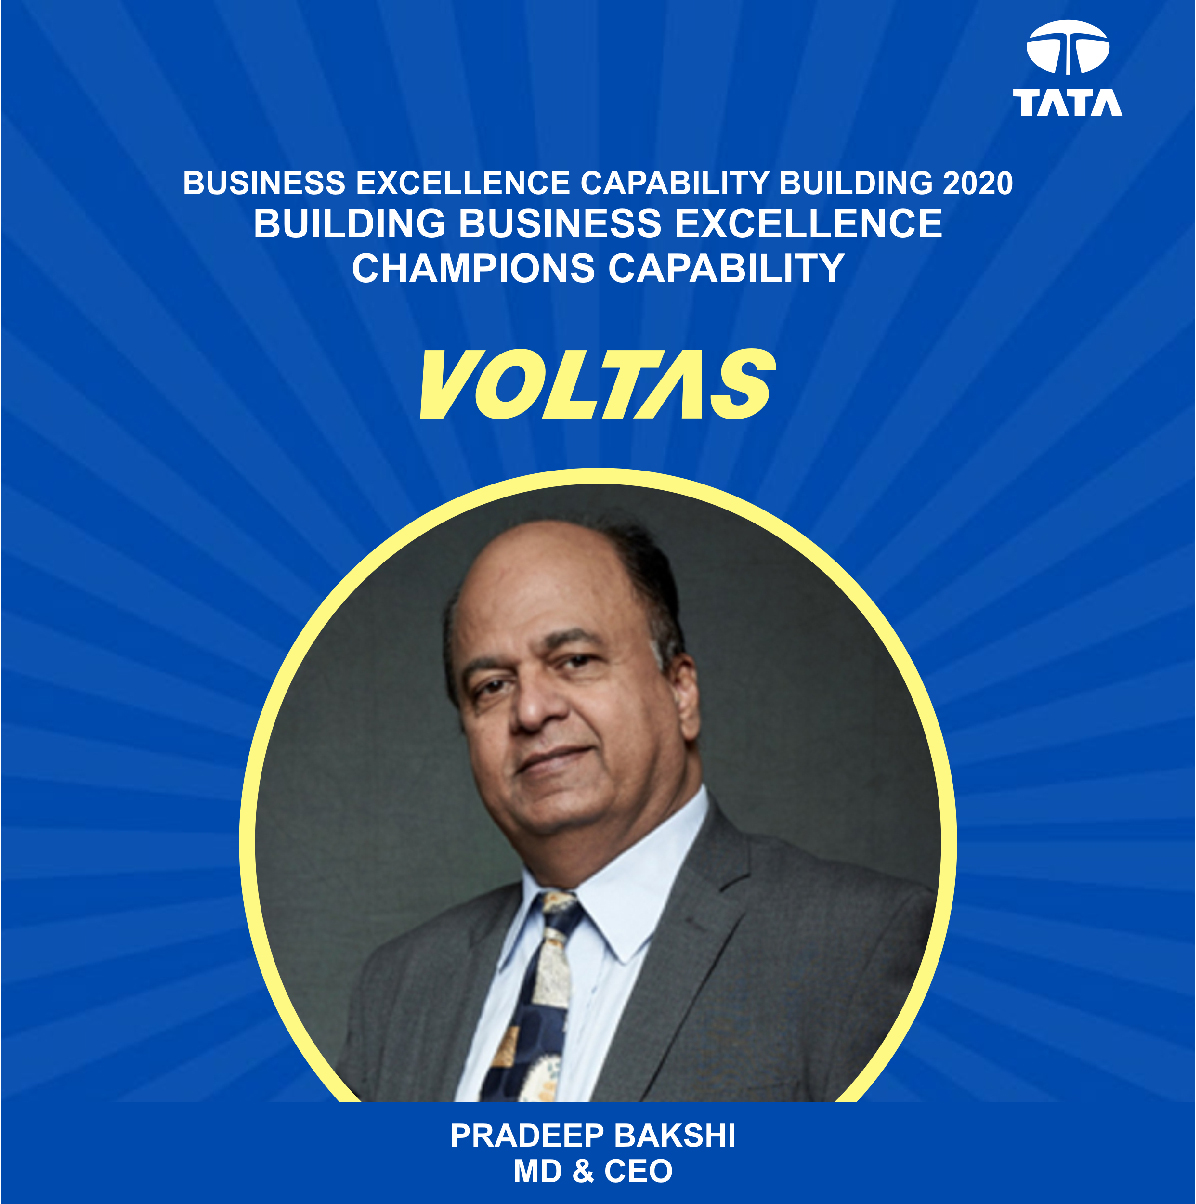 TATA
BUSINESS EXCELLENCE CAPABILITY BUILDING 2020
BUILDING BUSINESS EXCELLENCE
CHAMPIONS CAPABILITY
VOLTAS
PRADEEP BAKSHI
MD & CEO